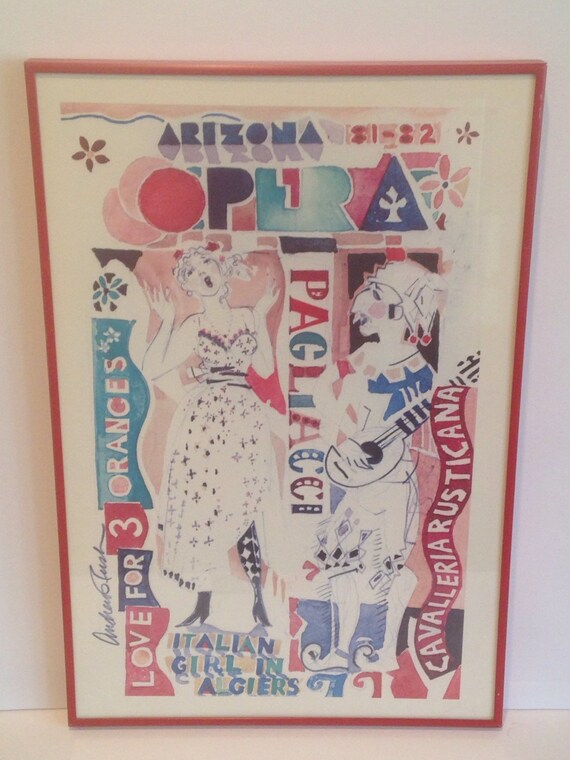 ARIZONA 81-82
OPERA
PAGLIACCI
LOVE FOR 3 ORANGES
CAVALLERIA RUSTICANA
ITALIAN
GIRL IN
ALGIERS